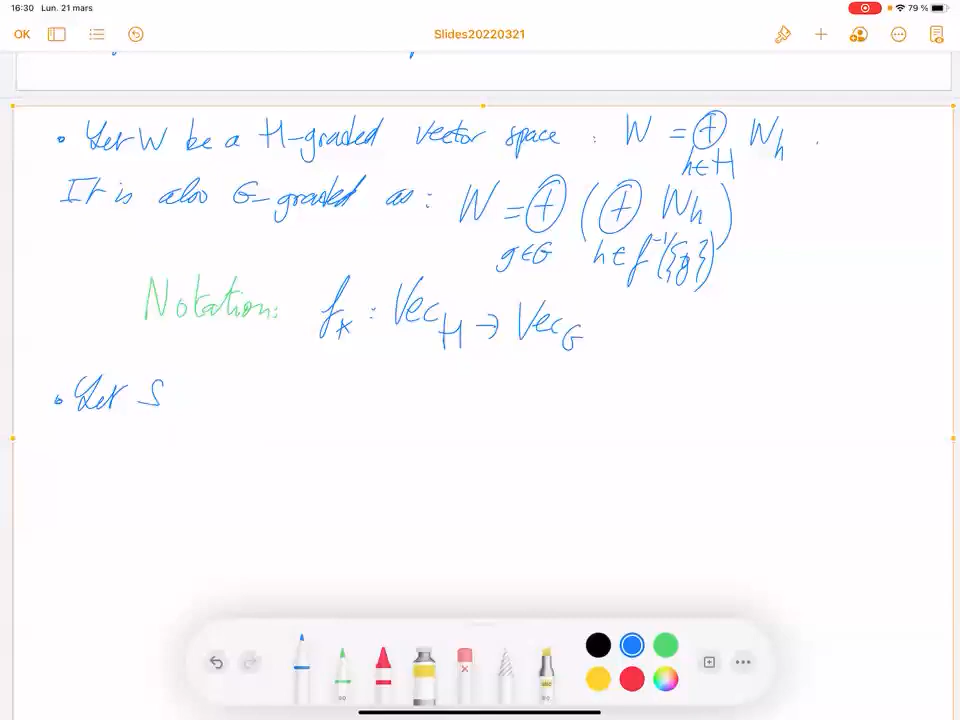 16:30 Lun. 21 mars 79 %
OK Slides20220321
• Let W be a H-graded vector space : W = ⊕_{h∈H} W_h .
It is also G-graded as : W = ⊕_{g∈G} ( ⊕_{h∈f^{-1}({g})} W_h )
Notation: f_* : Vec_H → Vec_G
• Let S